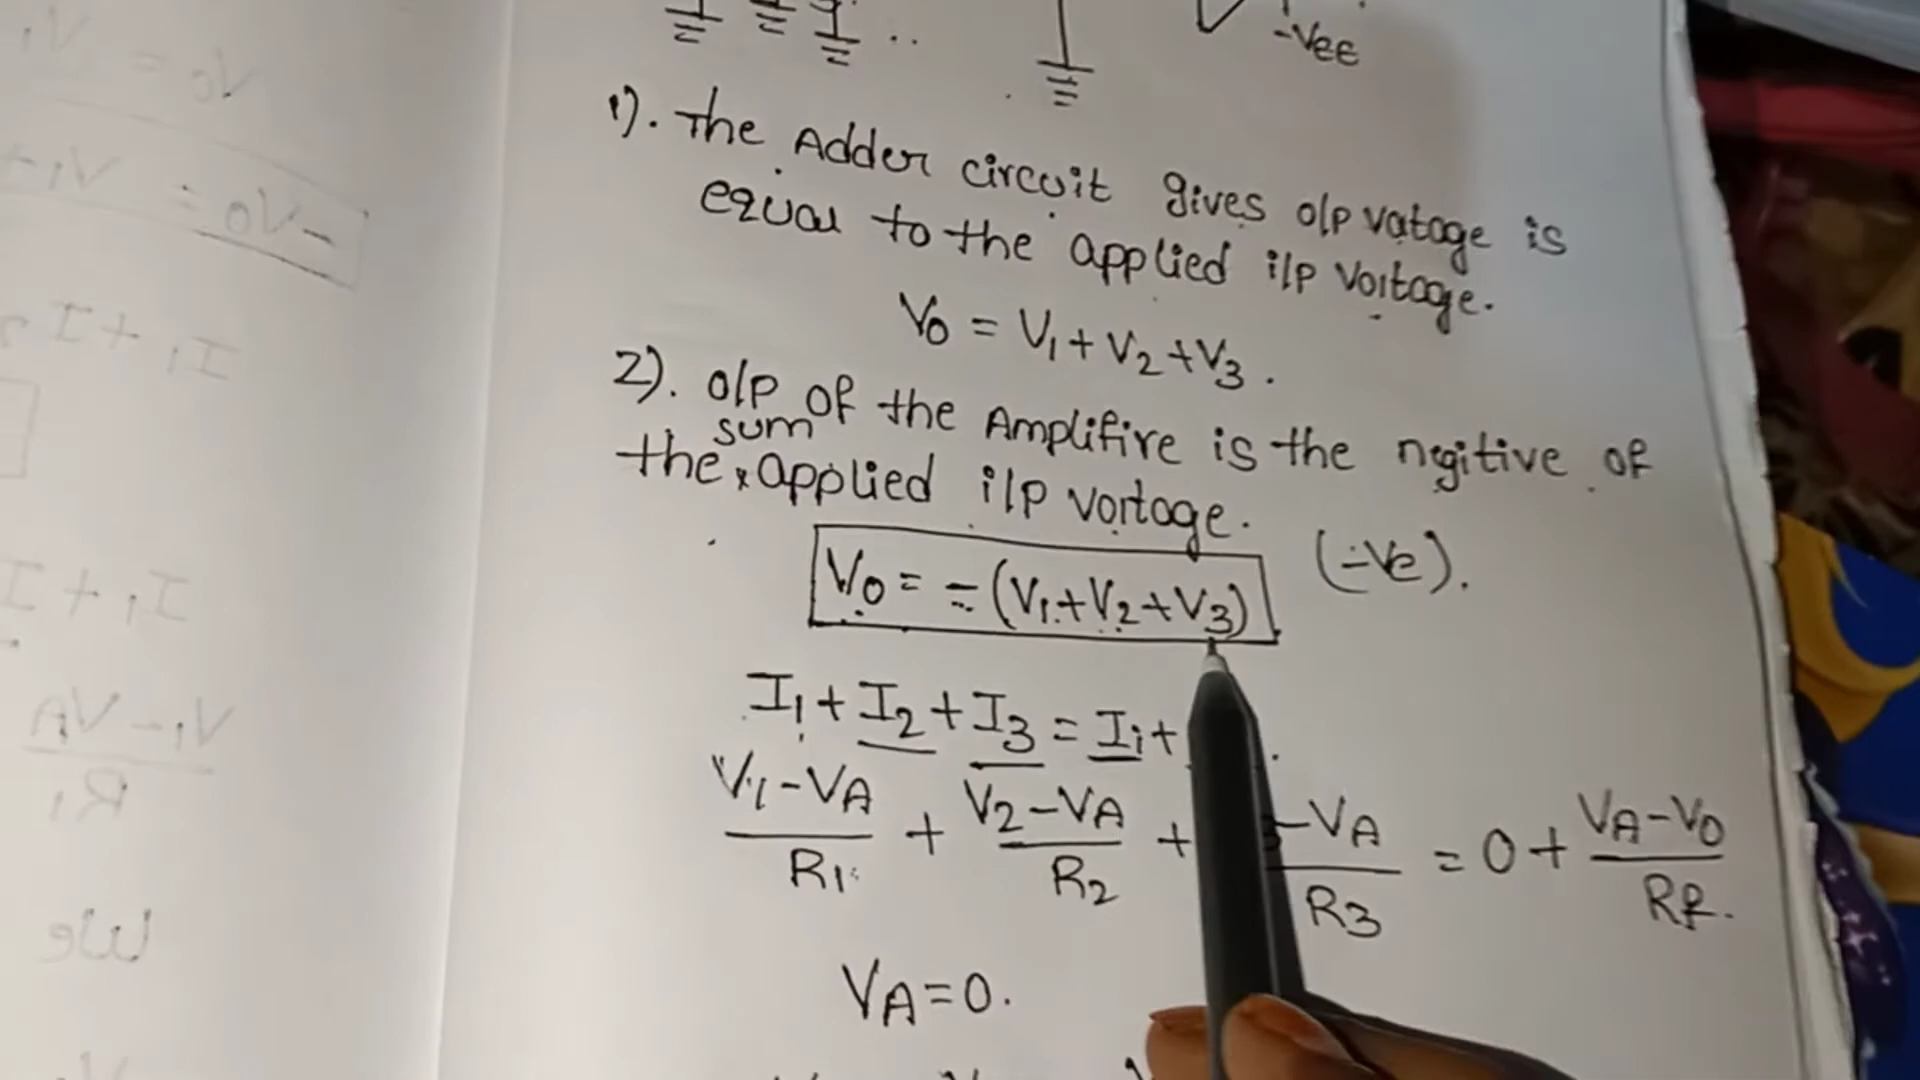 -VEE
1). The Adder circuit gives o/p vatage is
equal to the applied i/p Voltage.
V0 = V1+V2+V3.
2). o/p of the Amplifire is the negitive of
sum
the x applied i/p vortage.
V0 = -(V1+V2+V3) (-ve).
I1+I2+I3 = Ii+
V1-VA V2-VA -VA VA-V0
+ + = 0+
R1 R2 R3 Rf.
VA=0.